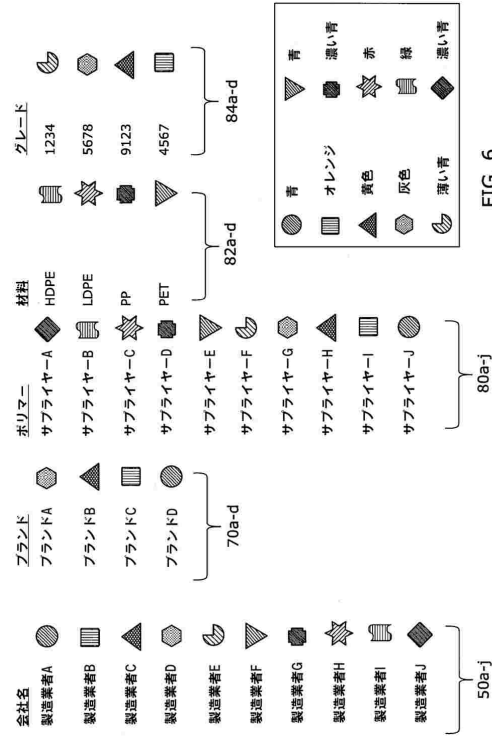 会社名
製造業者A
製造業者B
製造業者C
製造業者D
製造業者E
製造業者F
製造業者G
製造業者H
製造業者I
製造業者J
50a-j
ブランド
ブランドA
ブランドB
ブランドC
ブランドD
70a-d
ポリマー
サプライヤーA
サプライヤーB
サプライヤーC
サプライヤーD
サプライヤーE
サプライヤーF
サプライヤーG
サプライヤーH
サプライヤーI
サプライヤーJ
80a-j
材料
HDPE
LDPE
PP
PET
82a-d
グレード
1234
5678
9123
4567
84a-d
青
オレンジ
黄色
灰色
薄い青
青
濃い青
赤
緑
濃い青
FIG. 6